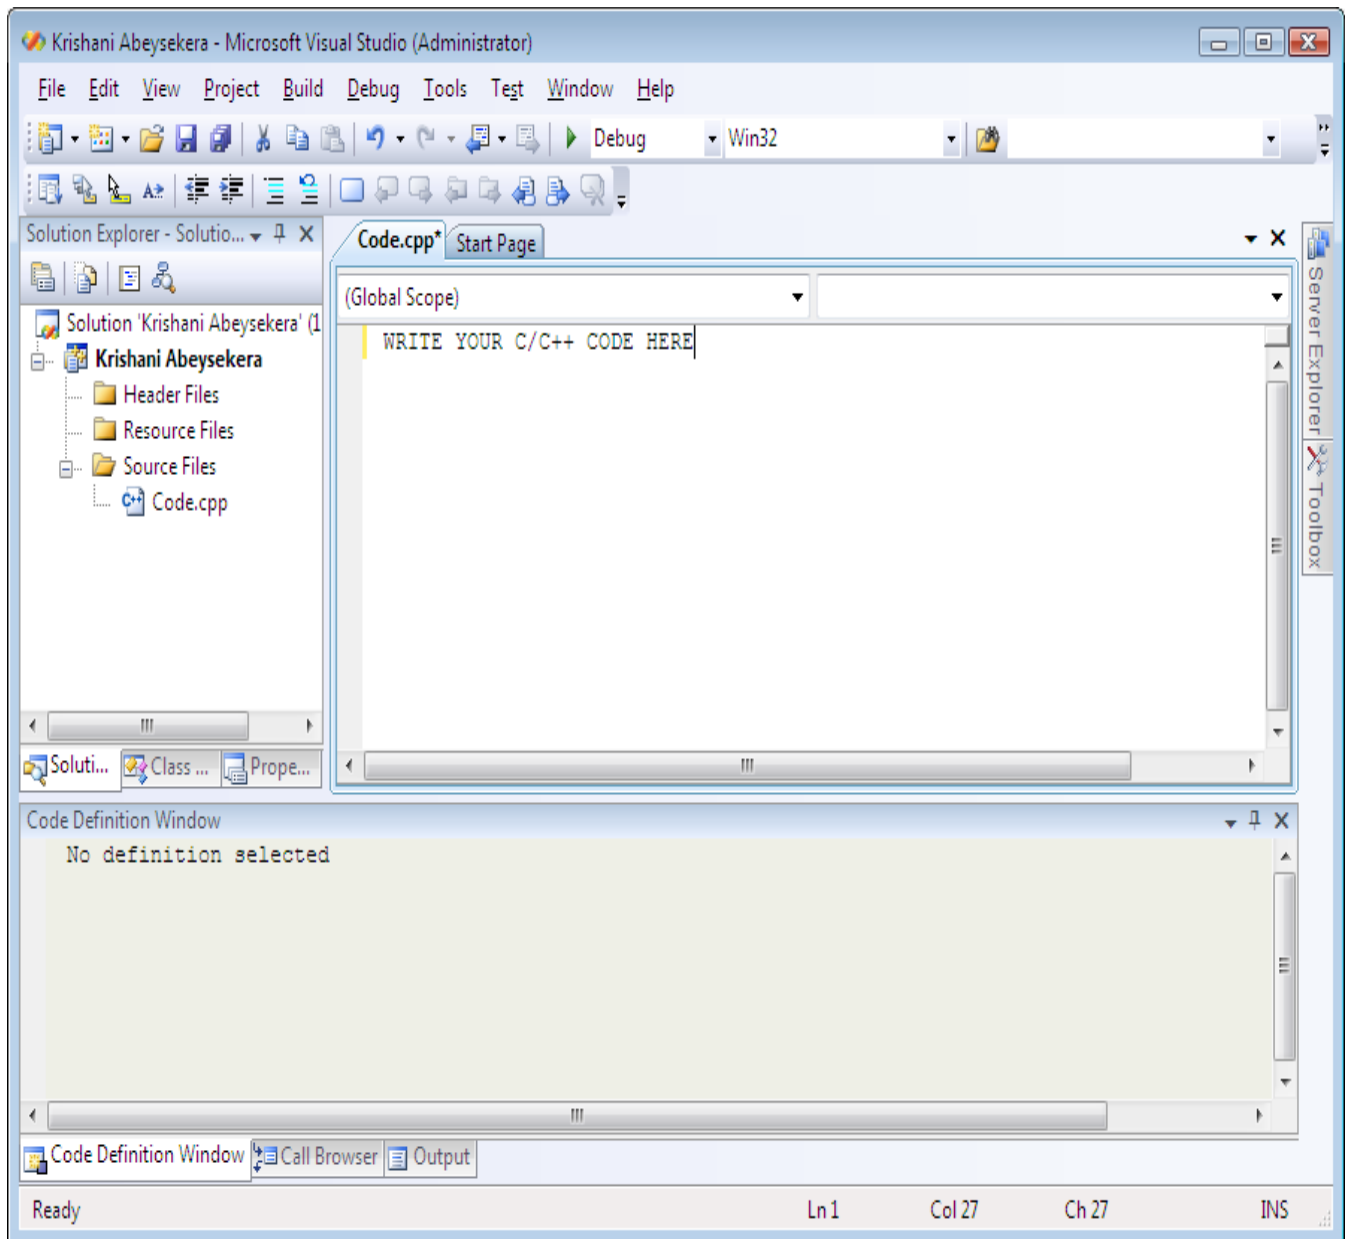 Krishani Abeysekera - Microsoft Visual Studio (Administrator)
File Edit View Project Build Debug Tools Test Window Help
Debug Win32
Solution Explorer - Solutio...
Code.cpp* Start Page
(Global Scope)
Solution 'Krishani Abeysekera' (1
Krishani Abeysekera
Header Files
Resource Files
Source Files
Code.cpp
WRITE YOUR C/C++ CODE HERE
Server Explorer
Toolbox
Soluti... Class ... Prope...
Code Definition Window
No definition selected
Code Definition Window Call Browser Output
Ready Ln 1 Col 27 Ch 27 INS